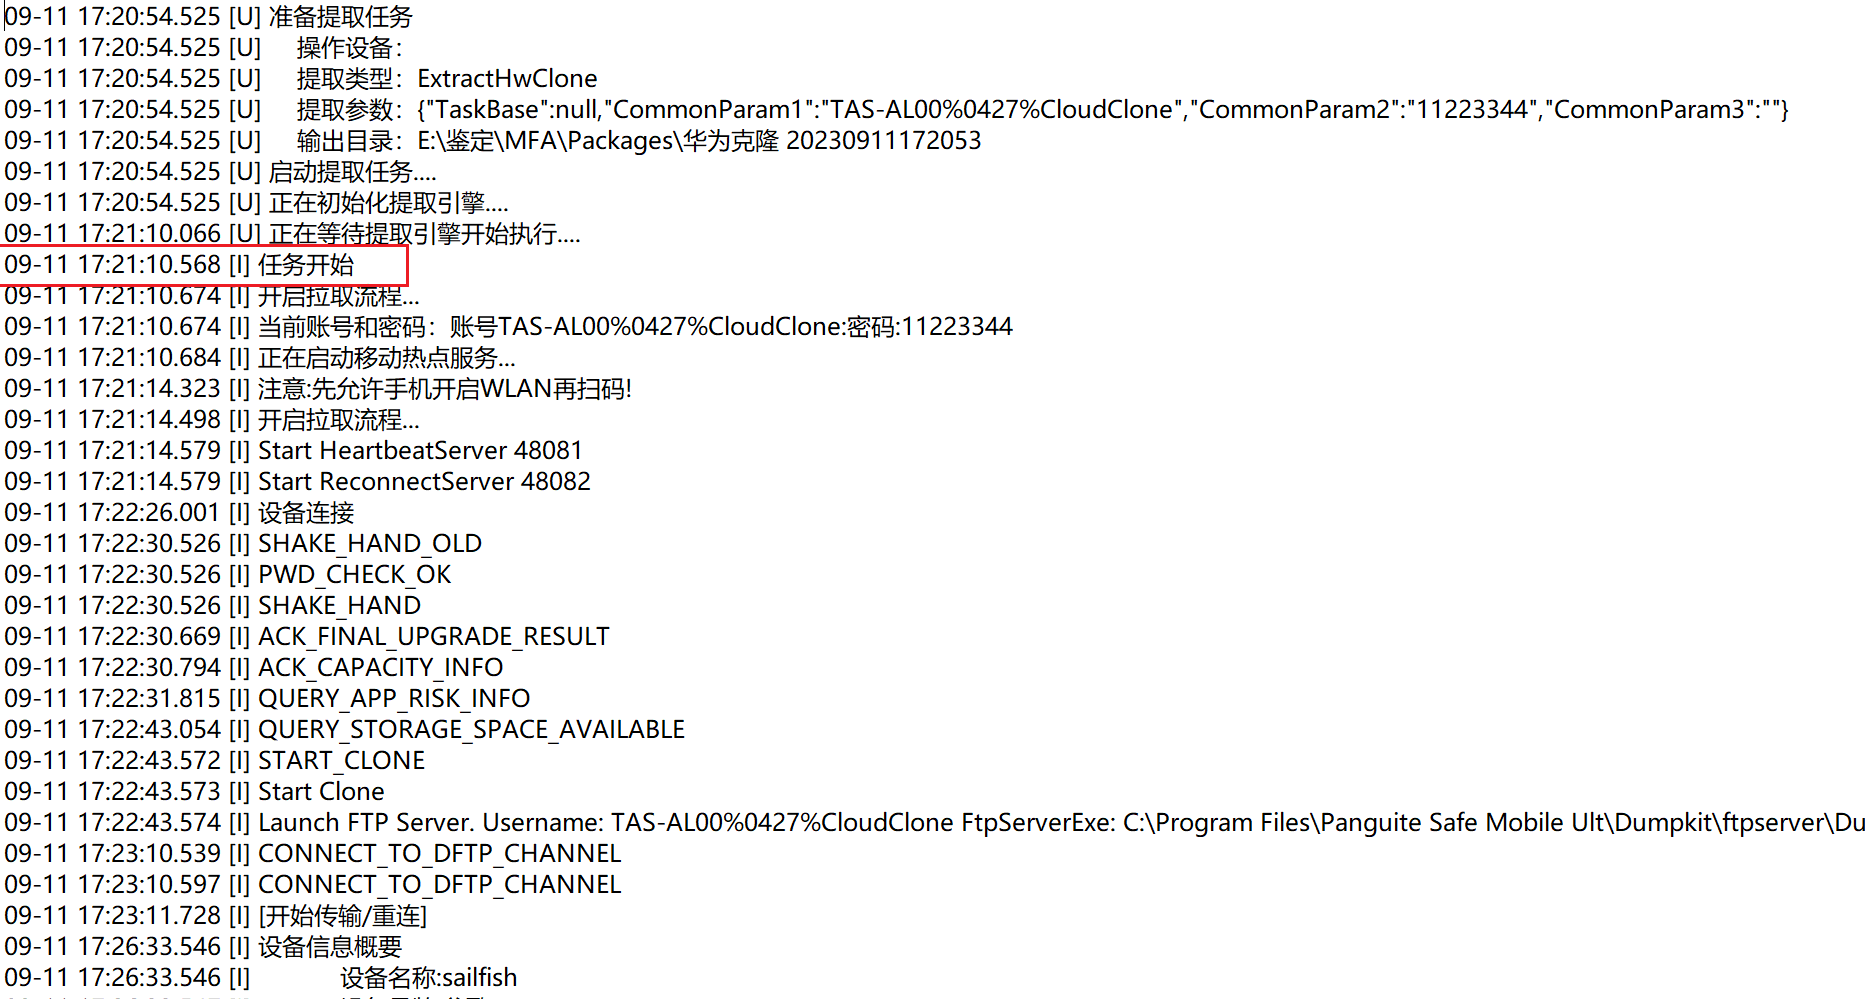 09-11 17:20:54.525 [U] 准备提取任务
09-11 17:20:54.525 [U] 操作设备：
09-11 17:20:54.525 [U] 提取类型：ExtractHwClone
09-11 17:20:54.525 [U] 提取参数：{"TaskBase":null,"CommonParam1":"TAS-AL00%0427%CloudClone","CommonParam2":"11223344","CommonParam3":""}
09-11 17:20:54.525 [U] 输出目录：E:\鉴定\MFA\Packages\华为克隆 20230911172053
09-11 17:20:54.525 [U] 启动提取任务....
09-11 17:20:54.525 [U] 正在初始化提取引擎....
09-11 17:21:10.066 [U] 正在等待提取引擎开始执行....
09-11 17:21:10.568 [I] 任务开始
09-11 17:21:10.674 [I] 开启拉取流程...
09-11 17:21:10.674 [I] 当前账号和密码：账号TAS-AL00%0427%CloudClone:密码:11223344
09-11 17:21:10.684 [I] 正在启动移动热点服务...
09-11 17:21:14.323 [I] 注意:先允许手机开启WLAN再扫码!
09-11 17:21:14.498 [I] 开启拉取流程...
09-11 17:21:14.579 [I] Start HeartbeatServer 48081
09-11 17:21:14.579 [I] Start ReconnectServer 48082
09-11 17:22:26.001 [I] 设备连接
09-11 17:22:30.526 [I] SHAKE_HAND_OLD
09-11 17:22:30.526 [I] PWD_CHECK_OK
09-11 17:22:30.526 [I] SHAKE_HAND
09-11 17:22:30.669 [I] ACK_FINAL_UPGRADE_RESULT
09-11 17:22:30.794 [I] ACK_CAPACITY_INFO
09-11 17:22:31.815 [I] QUERY_APP_RISK_INFO
09-11 17:22:43.054 [I] QUERY_STORAGE_SPACE_AVAILABLE
09-11 17:22:43.572 [I] START_CLONE
09-11 17:22:43.573 [I] Start Clone
09-11 17:22:43.574 [I] Launch FTP Server. Username: TAS-AL00%0427%CloudClone FtpServerExe: C:\Program Files\Panguite Safe Mobile Ult\Dumpkit\ftpserver\Du
09-11 17:23:10.539 [I] CONNECT_TO_DFTP_CHANNEL
09-11 17:23:10.597 [I] CONNECT_TO_DFTP_CHANNEL
09-11 17:23:11.728 [I] [开始传输/重连]
09-11 17:26:33.546 [I] 设备信息概要
09-11 17:26:33.546 [I] 设备名称:sailfish